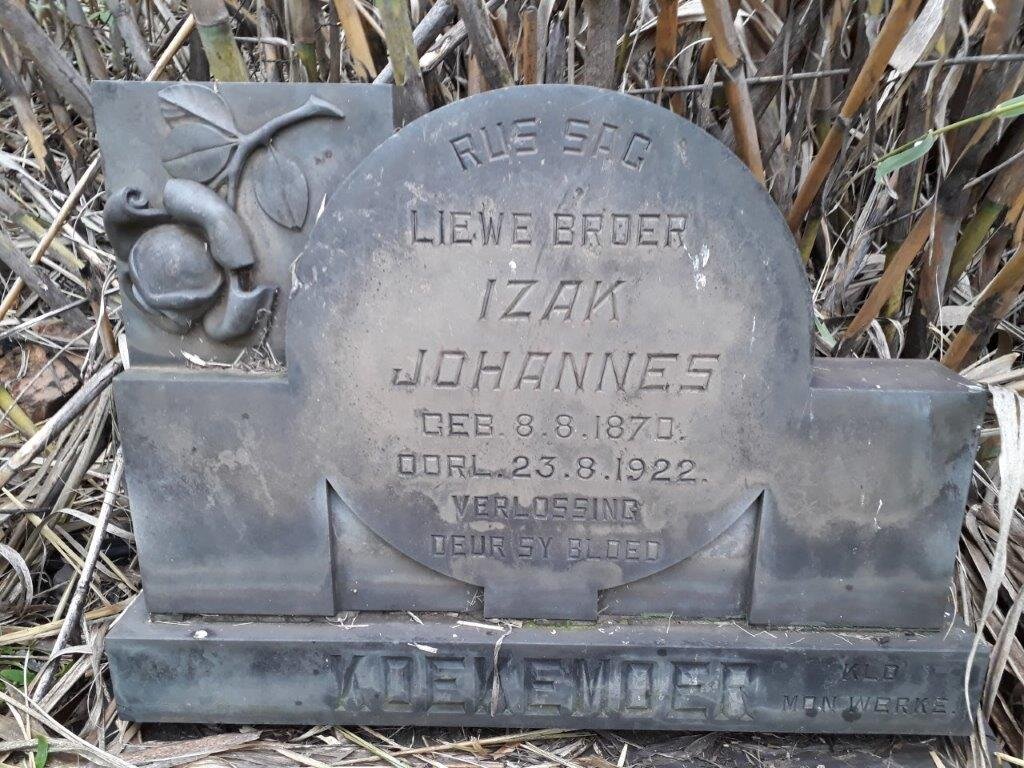 RUS SAG
LIEWE BROER
IZAK
JOHANNES
GEB. 8.8.1870.
OORL. 23.8.1922.
VERLOSSING
DEUR SY BLOED
KOEKEMOER
KLD
MON WERKE.